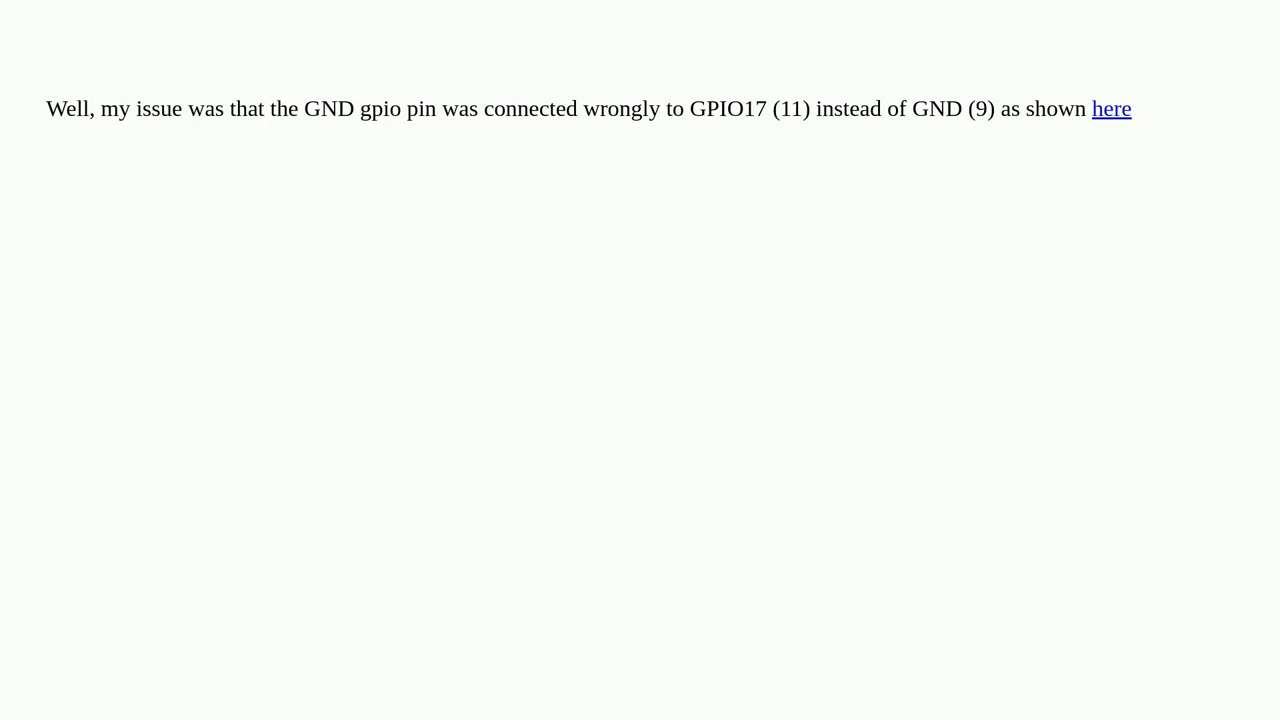 Well, my issue was that the GND gpio pin was connected wrongly to GPIO17 (11) instead of GND (9) as shown here